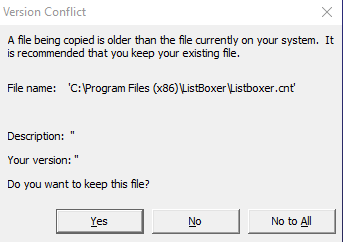 Version Conflict
A file being copied is older than the file currently on your system. It
is recommended that you keep your existing file.
File name: 'C:\Program Files (x86)\ListBoxer\Listboxer.cnt'
Description: ''
Your version: ''
Do you want to keep this file?
Yes
No
No to All